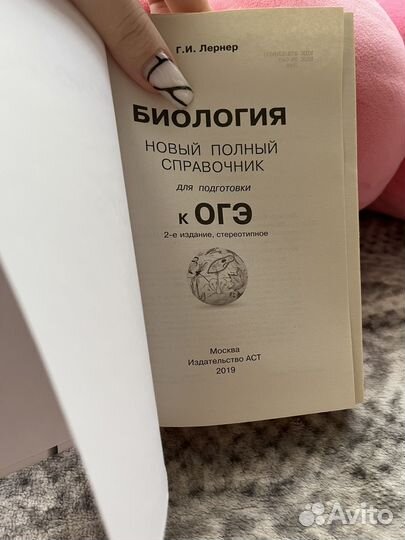 Г.И. Лернер
БИОЛОГИЯ
НОВЫЙ ПОЛНЫЙ
СПРАВОЧНИК
для подготовки
к ОГЭ
2-е издание, стереотипное
Москва
Издательство АСТ
2019
Avito